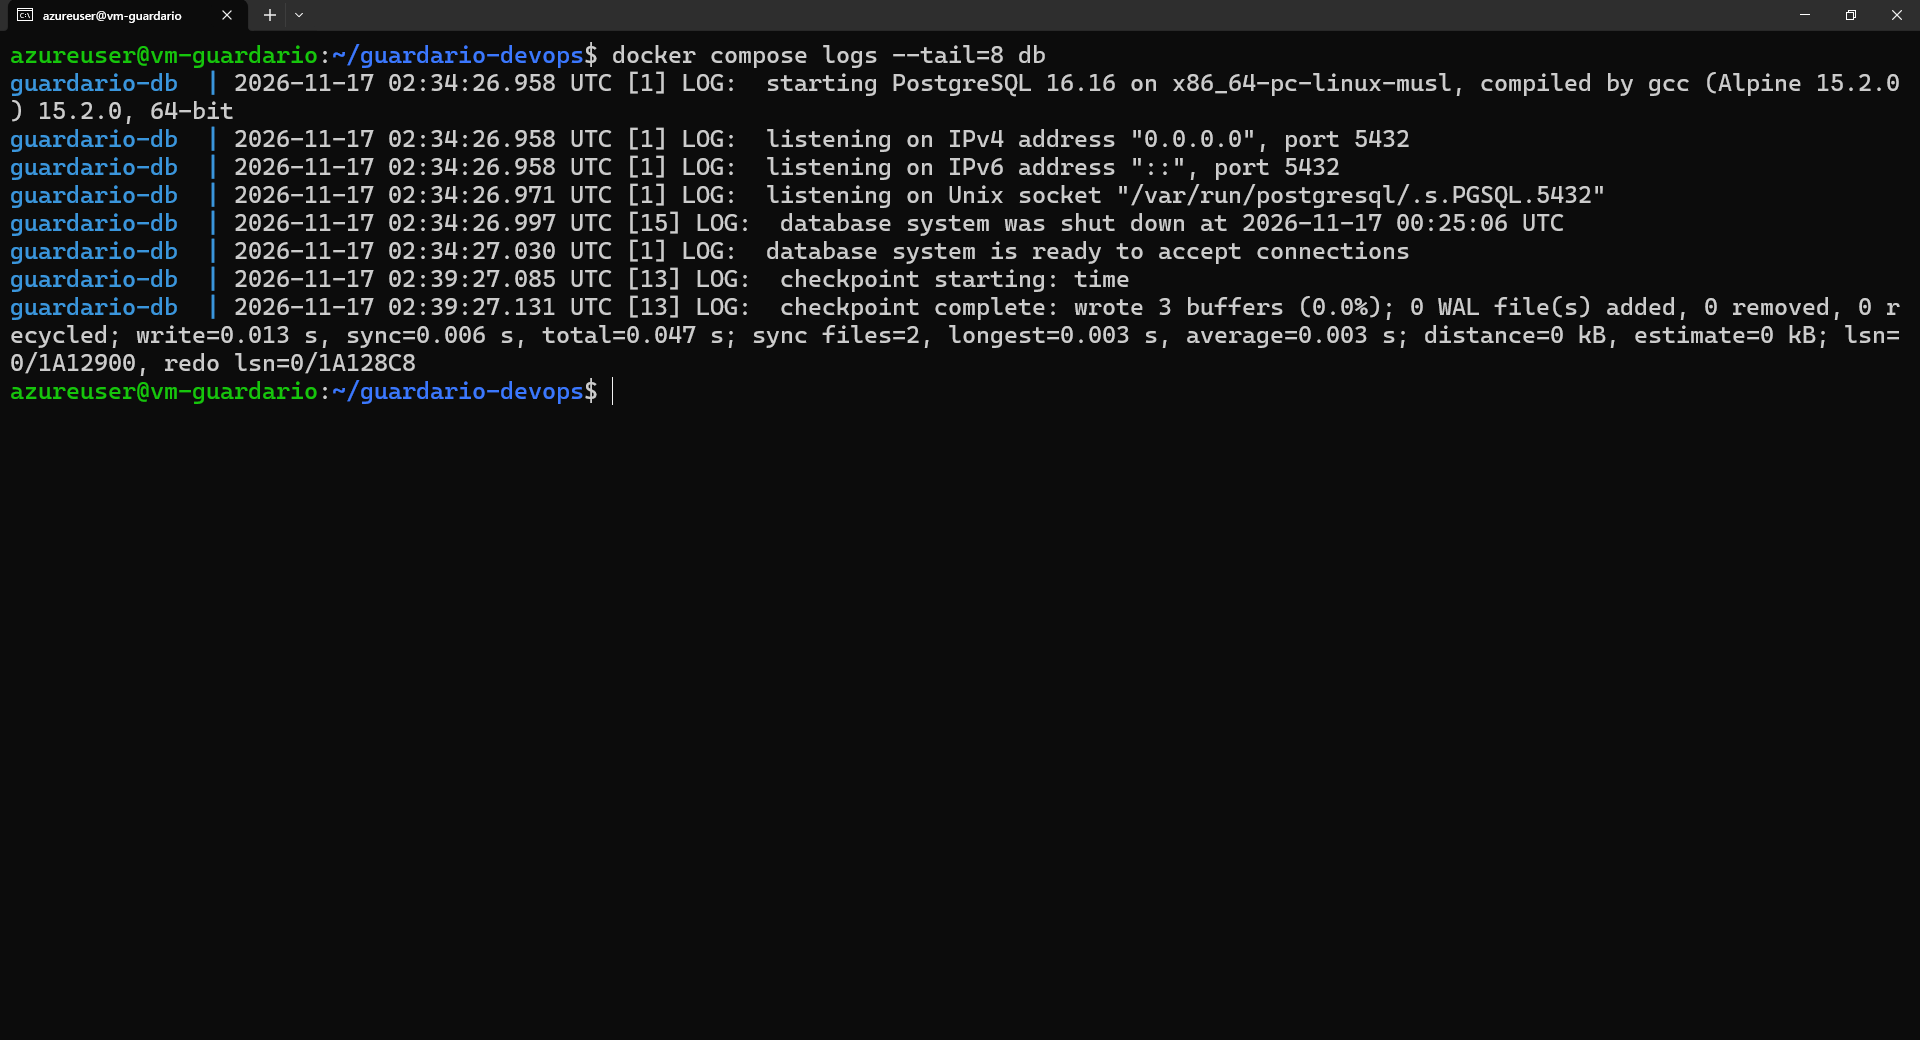 azureuser@vm-guardario
azureuser@vm-guardario:~/guardario-devops$ docker compose logs --tail=8 db
guardario-db  | 2026-11-17 02:34:26.958 UTC [1] LOG:  starting PostgreSQL 16.16 on x86_64-pc-linux-musl, compiled by gcc (Alpine 15.2.0
) 15.2.0, 64-bit
guardario-db  | 2026-11-17 02:34:26.958 UTC [1] LOG:  listening on IPv4 address "0.0.0.0", port 5432
guardario-db  | 2026-11-17 02:34:26.958 UTC [1] LOG:  listening on IPv6 address "::", port 5432
guardario-db  | 2026-11-17 02:34:26.971 UTC [1] LOG:  listening on Unix socket "/var/run/postgresql/.s.PGSQL.5432"
guardario-db  | 2026-11-17 02:34:26.997 UTC [15] LOG:  database system was shut down at 2026-11-17 00:25:06 UTC
guardario-db  | 2026-11-17 02:34:27.030 UTC [1] LOG:  database system is ready to accept connections
guardario-db  | 2026-11-17 02:39:27.085 UTC [13] LOG:  checkpoint starting: time
guardario-db  | 2026-11-17 02:39:27.131 UTC [13] LOG:  checkpoint complete: wrote 3 buffers (0.0%); 0 WAL file(s) added, 0 removed, 0 r
ecycled; write=0.013 s, sync=0.006 s, total=0.047 s; sync files=2, longest=0.003 s, average=0.003 s; distance=0 kB, estimate=0 kB; lsn=
0/1A12900, redo lsn=0/1A128C8
azureuser@vm-guardario:~/guardario-devops$